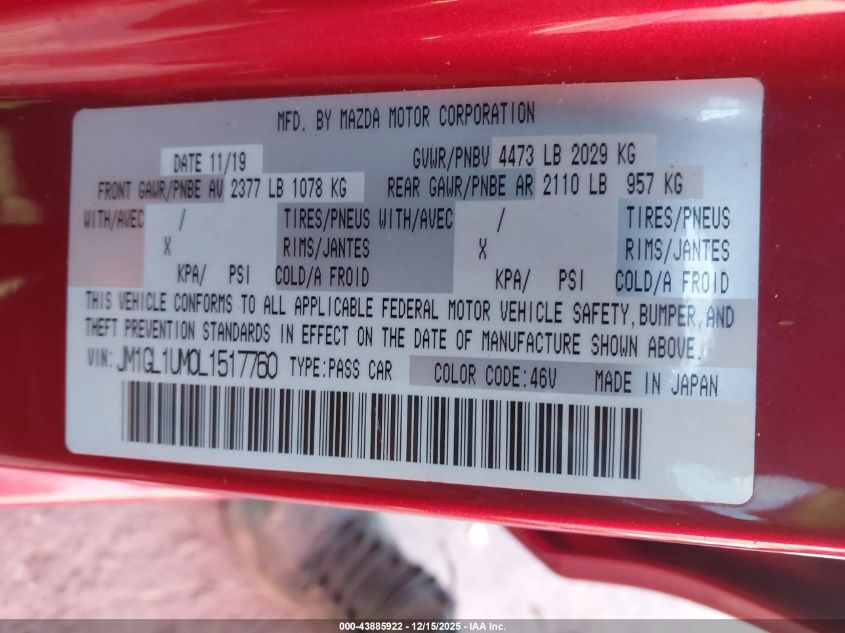 MFD. BY MAZDA MOTOR CORPORATION
DATE 11/19 GVWR/PNBV 4473 LB 2029 KG
FRONT GAWR/PNBE AV 2377 LB 1078 KG REAR GAWR/PNBE AR 2110 LB 957 KG
WITH/AVEC / TIRES/PNEUS WITH/AVEC / TIRES/PNEUS
X RIMS/JANTES X RIMS/JANTES
KPA/ PSI COLD/A FROID KPA/ PSI COLD/A FROID
THIS VEHICLE CONFORMS TO ALL APPLICABLE FEDERAL MOTOR VEHICLE SAFETY, BUMPER, AND
THEFT PREVENTION STANDARDS IN EFFECT ON THE DATE OF MANUFACTURE SHOWN ABOVE.
VIN: JM1GL1UM0L1517760 TYPE: PASS CAR COLOR CODE: 46V MADE IN JAPAN
000-43885922 - 12/15/2025 - IAA Inc.